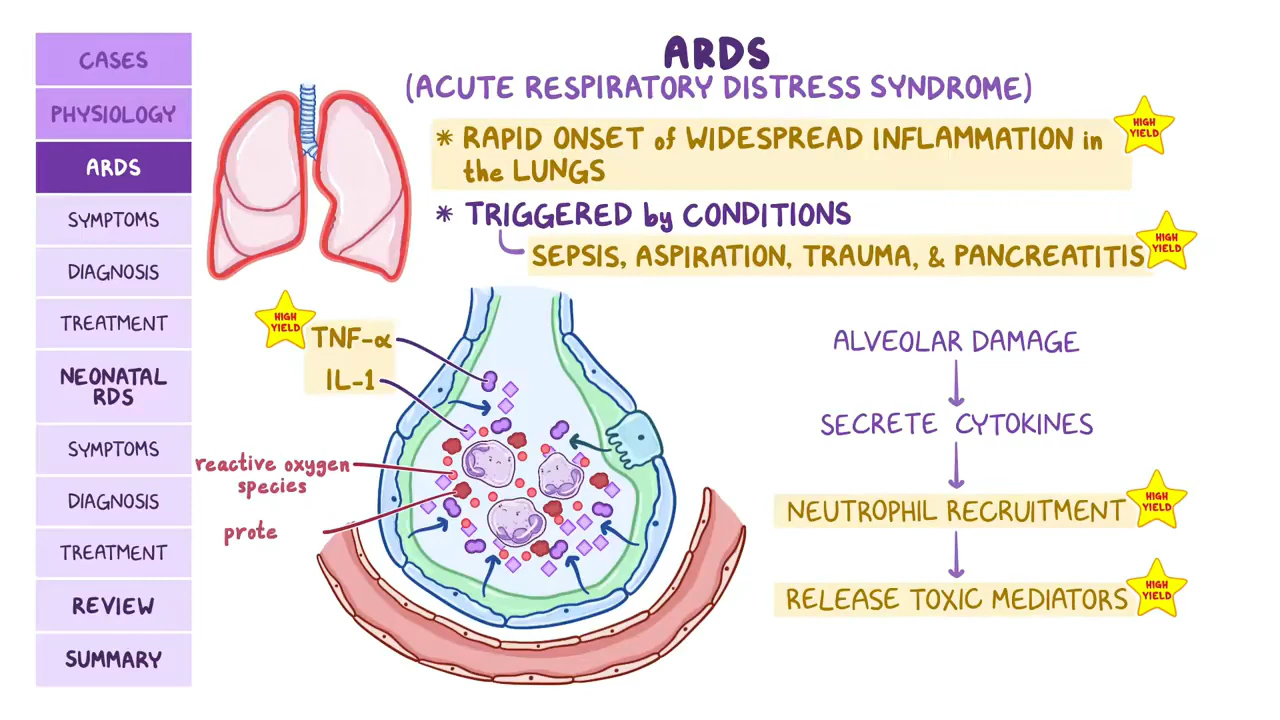 CASES
PHYSIOLOGY
ARDS
SYMPTOMS
DIAGNOSIS
TREATMENT
NEONATAL
RDS
SYMPTOMS
DIAGNOSIS
TREATMENT
REVIEW
SUMMARY
ARDS
(ACUTE RESPIRATORY DISTRESS SYNDROME)
* RAPID ONSET of WIDESPREAD INFLAMMATION in
the LUNGS
HIGH
YIELD
* TRIGGERED by CONDITIONS
SEPSIS, ASPIRATION, TRAUMA, & PANCREATITIS
HIGH
YIELD
HIGH
YIELD
TNF-α
IL-1
reactive oxygen
species
prote
ALVEOLAR DAMAGE
SECRETE CYTOKINES
NEUTROPHIL RECRUITMENT
HIGH
YIELD
RELEASE TOXIC MEDIATORS
HIGH
YIELD